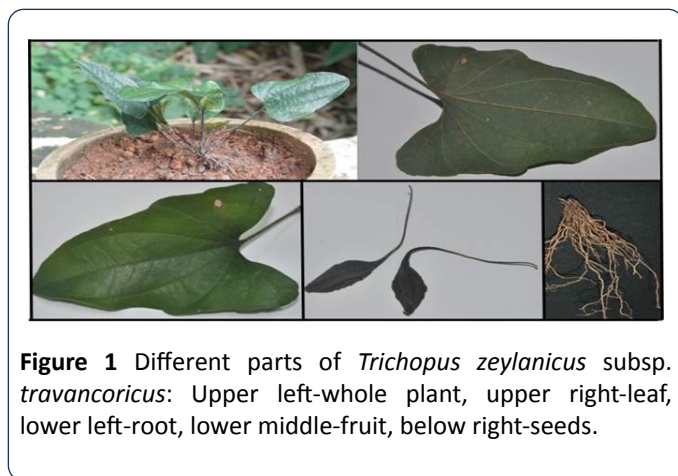 Figure 1 Different parts of Trichopus zeylanicus subsp.
travancoricus: Upper left-whole plant, upper right-leaf,
lower left-root, lower middle-fruit, below right-seeds.